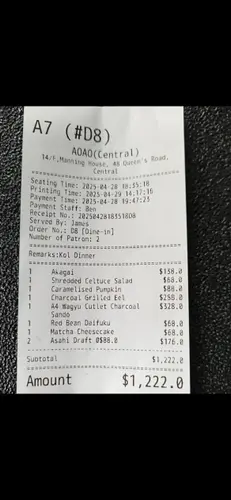 A7 (#D8)
AOAO(Central)
14/F,Manning House, 48 Queen's Road,
Central
Seating Time: 2025-04-28 18:35:18
Printing Time: 2025-04-29 14:17:16
Payment Time: 2025-04-28 19:47:23
Payment Staff: Ben
Receipt No.: 20250428183518D8
Served By: James
Order No.: D8 [Dine-in]
Number of Patron: 2
Remarks:Kol Dinner
1 Akagai $138.0
1 Shredded Celtuce Salad $68.0
1 Caramelised Pumpkin $88.0
1 Charcoal Grilled Eel $258.0
1 A4 Wagyu Cutlet Charcoal $328.0
Sando
1 Red Bean Daifuku $68.0
1 Matcha Cheesecake $68.0
2 Asahi Draft @$88.0 $176.0
Subtotal $1,222.0
Amount $1,222.0